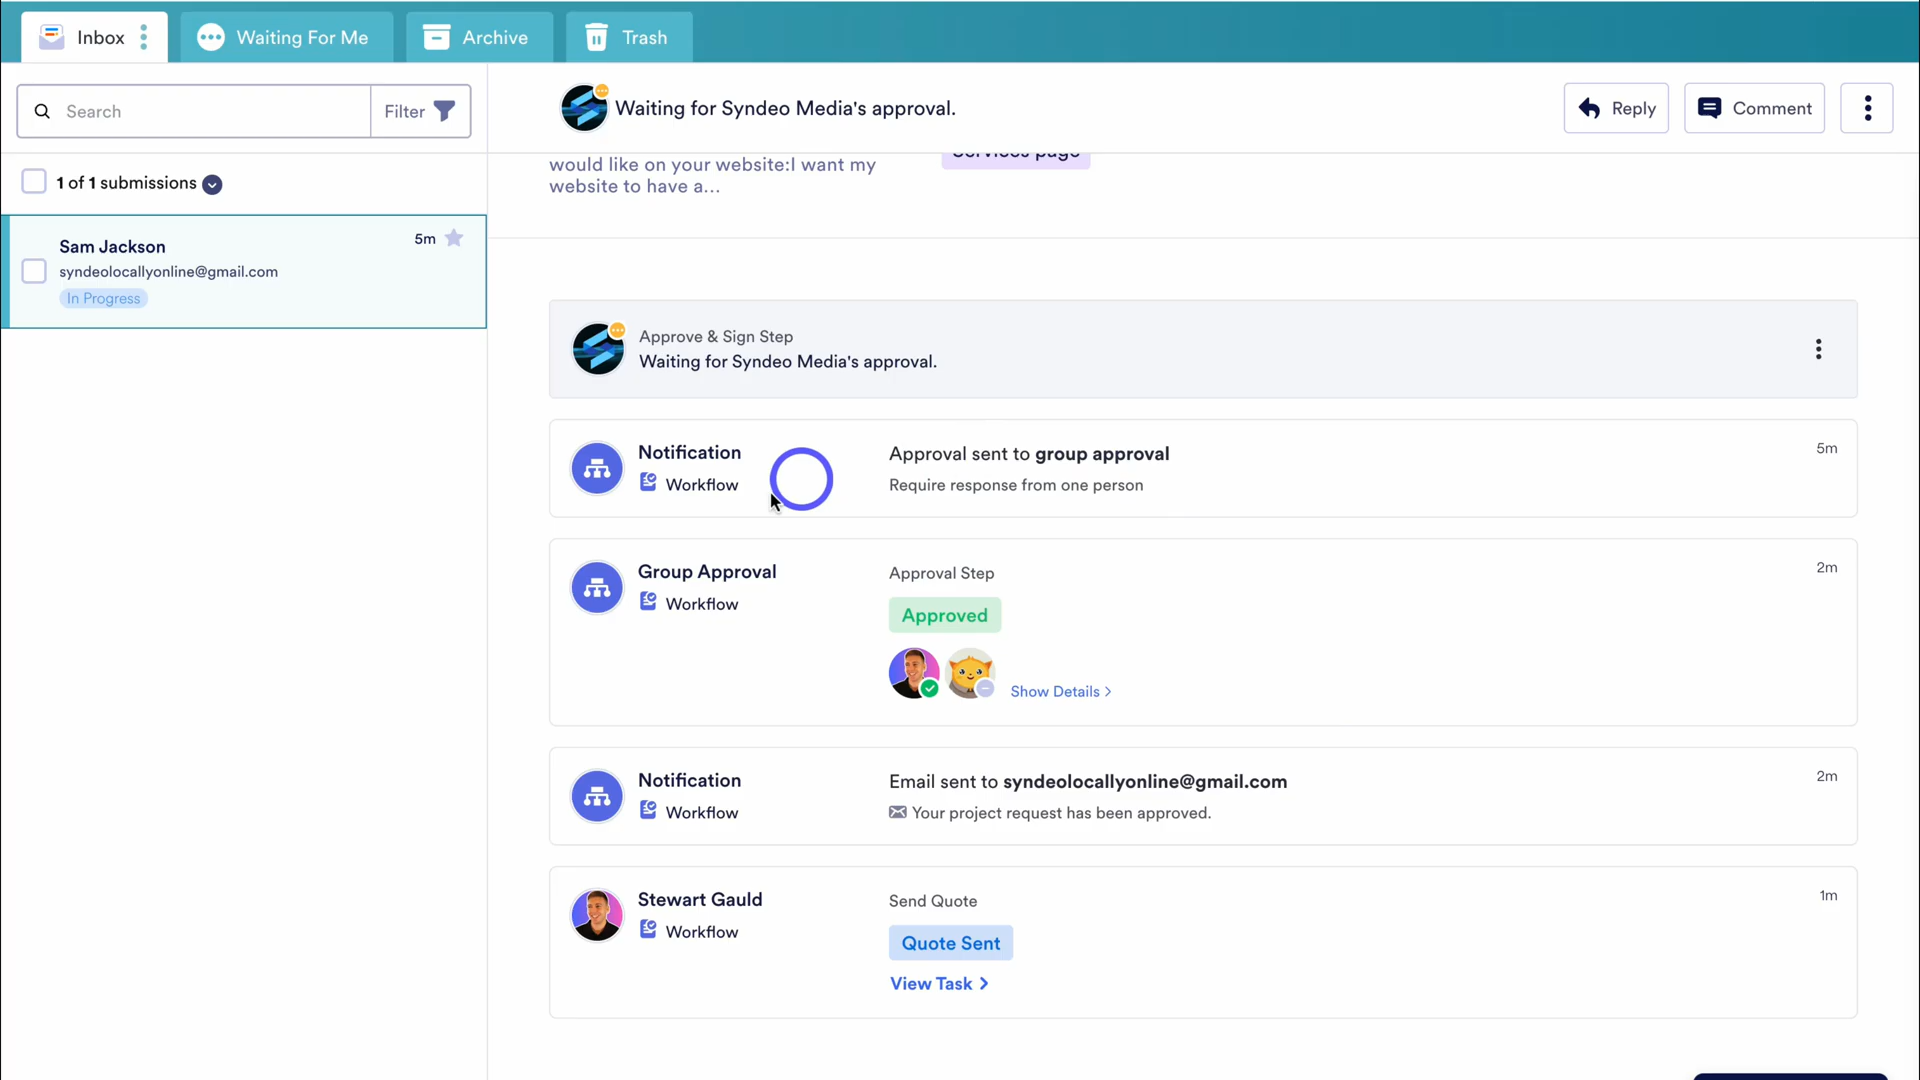 Inbox
Waiting For Me
Archive
Trash
Search
Filter
Waiting for Syndeo Media's approval.
Reply
Comment
1 of 1 submissions
Sam Jackson
5m
syndeolocallyonline@gmail.com
In Progress
would like on your website:I want my
website to have a...
Services page
Approve & Sign Step
Waiting for Syndeo Media's approval.
Notification
Workflow
Approval sent to group approval
Require response from one person
5m
Group Approval
Workflow
Approval Step
Approved
Show Details >
2m
Notification
Workflow
Email sent to syndeolocallyonline@gmail.com
Your project request has been approved.
2m
Stewart Gauld
Workflow
Send Quote
Quote Sent
View Task >
1m